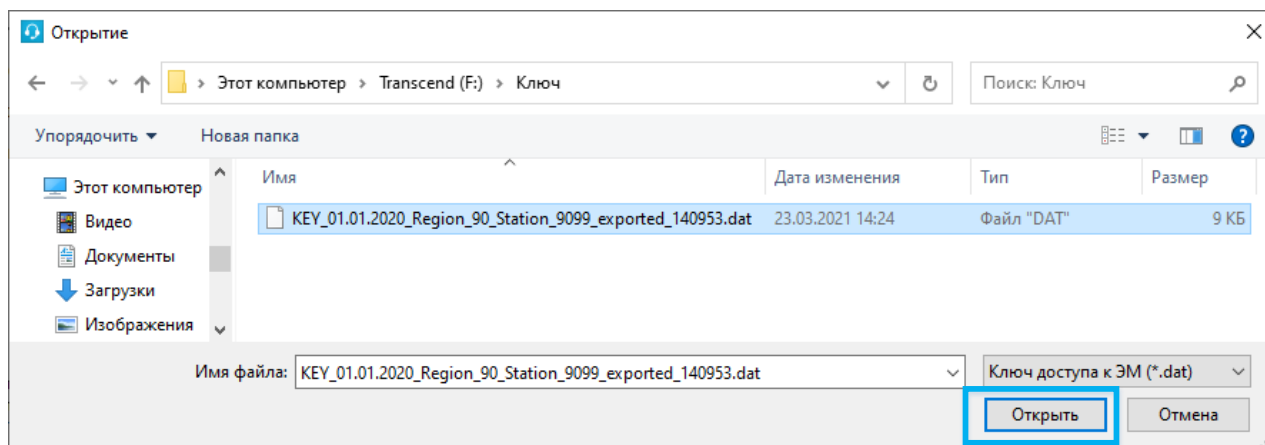 Открытие
Этот компьютер > Transcend (F:) > Ключ
Поиск: Ключ
Упорядочить Новая папка
Имя Дата изменения Тип Размер
Этот компьютер
Видео
Документы
Загрузки
Изображения
KEY_01.01.2020_Region_90_Station_9099_exported_140953.dat 23.03.2021 14:24 Файл "DAT" 9 КБ
Имя файла: KEY_01.01.2020_Region_90_Station_9099_exported_140953.dat
Ключ доступа к ЭМ (*.dat)
Открыть Отмена